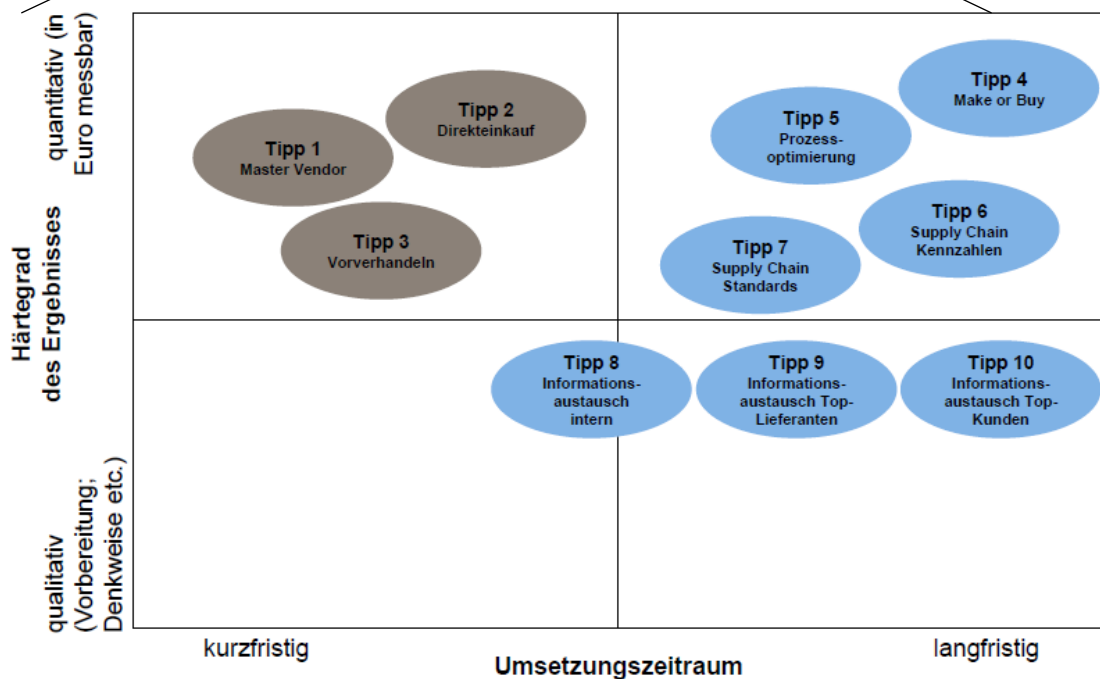 quantitativ (in
Euro messbar)
Härtegrad
des Ergebnisses
qualitativ
(Vorbereitung;
Denkweise etc.)
Tipp 1
Master Vendor
Tipp 2
Direkteinkauf
Tipp 3
Vorverhandeln
Tipp 4
Make or Buy
Tipp 5
Prozess-
optimierung
Tipp 6
Supply Chain
Kennzahlen
Tipp 7
Supply Chain
Standards
Tipp 8
Informations-
austausch
intern
Tipp 9
Informations-
austausch Top-
Lieferanten
Tipp 10
Informations-
austausch Top-
Kunden
kurzfristig
langfristig
Umsetzungszeitraum